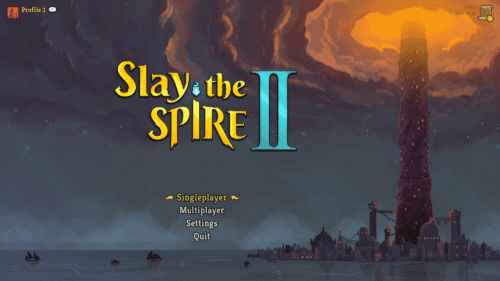 Profile 1
Slay the
SPIRE II
Singleplayer
Multiplayer
Settings
Quit